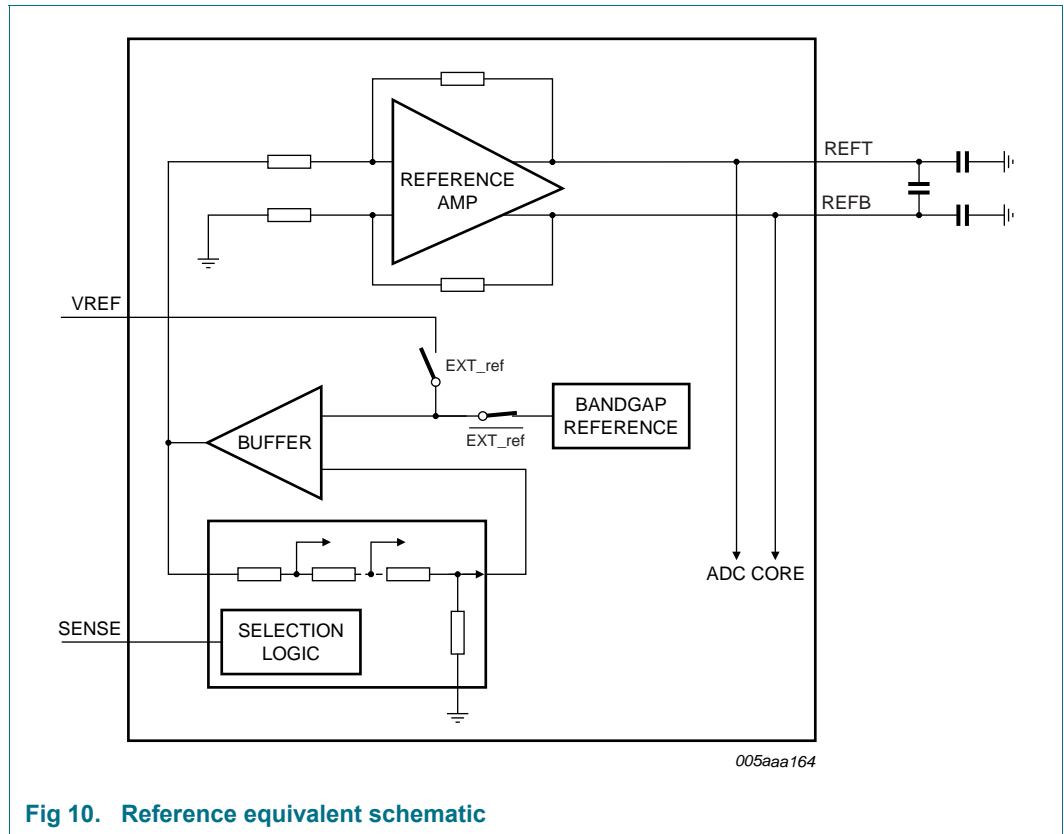 REFERENCE
AMP
REFT
REFB
VREF
EXT_ref
EXT_ref
BANDGAP
REFERENCE
BUFFER
ADC CORE
SENSE
SELECTION
LOGIC
005aaa164
Fig 10. Reference equivalent schematic